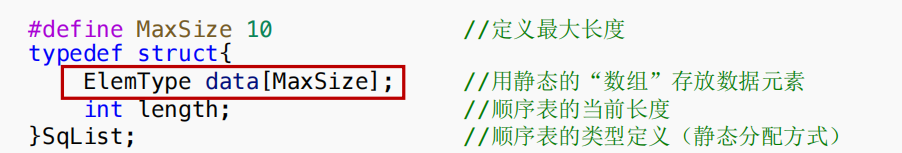 #define MaxSize 10 //定义最大长度
typedef struct{
ElemType data[MaxSize]; //用静态的“数组”存放数据元素
int length; //顺序表的当前长度
}SqList; //顺序表的类型定义（静态分配方式）